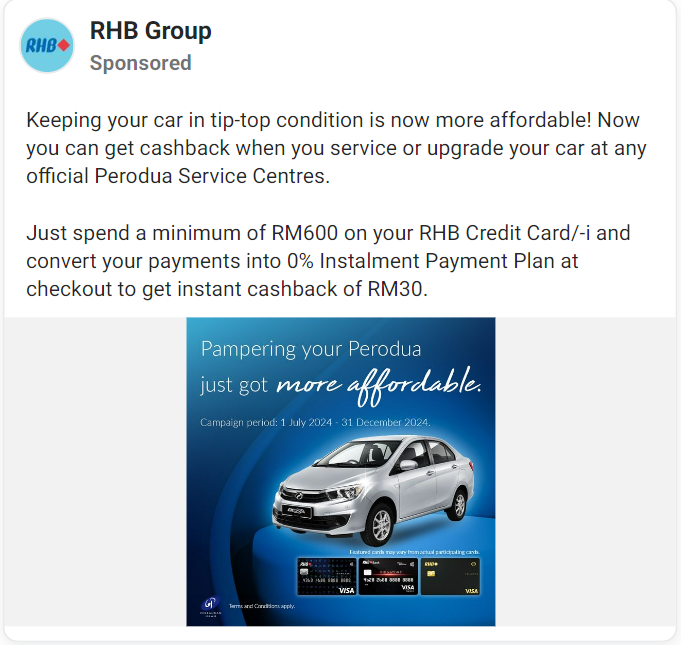 RHB Group
RHB
Sponsored
Keeping your car in tip-top condition is now more affordable! Now
you can get cashback when you service or upgrade your car at any
official Perodua Service Centres.
Just spend a minimum of RM600 on your RHB Credit Card/-i and
convert your payments into 0% Instalment Payment Plan at
checkout to get instant cashback of RM30.
Pampering your Perodua
just got more affordable.
Campaign period: 1 July 2024 - 31 December 2024.
BEZZA
Featured cards may vary from actual participating cards.
RHB
RHB
VISA
VISA
VISA
Terms and Conditions apply.